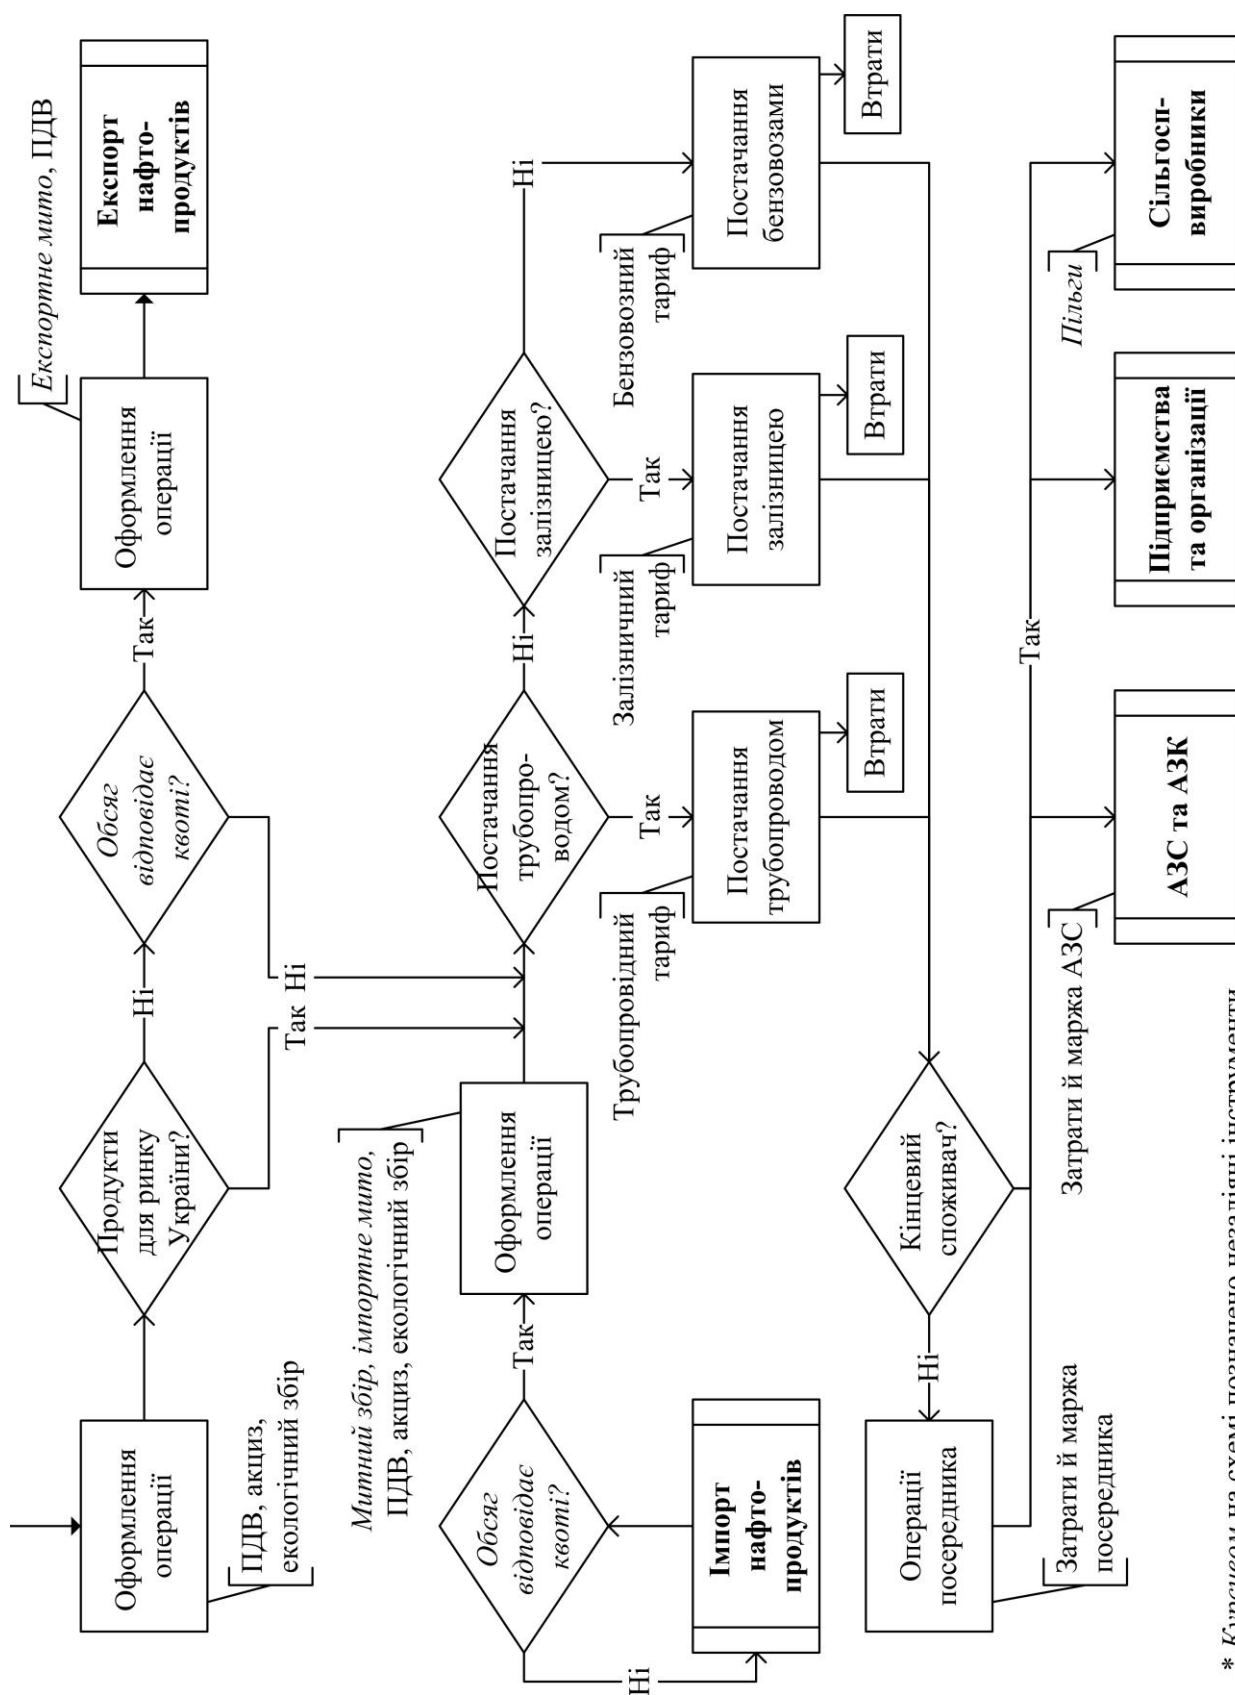 Оформлення
операції
ПДВ, акциз,
екологічний збір
Продукти
для ринку
України?
Ні
Так
Обсяг
відповідає
квоті?
Так
Ні
Оформлення
операції
Експортне мито, ПДВ
Експорт
нафто-
продуктів
Імпорт
нафто-
продуктів
Обсяг
відповідає
квоті?
Ні
Так
Оформлення
операції
Митний збір, імпортне мито,
ПДВ, акциз, екологічний збір
Постачання
трубопро-
водом?
Ні
Так
Постачання
залізницею?
Ні
Так
Трубопровідний
тариф
Постачання
трубопроводом
Втрати
Залізничний
тариф
Постачання
залізницею
Втрати
Бензовозний
тариф
Постачання
бензовозами
Втрати
Кінцевий
споживач?
Ні
Так
Операції
посередника
Затрати й маржа
посередника
Затрати й маржа АЗС
АЗС та АЗК
Підприємства
та організації
Пільги
Сільгосп-
виробники
* Курсивом на схемі позначено незадіяні інструменти